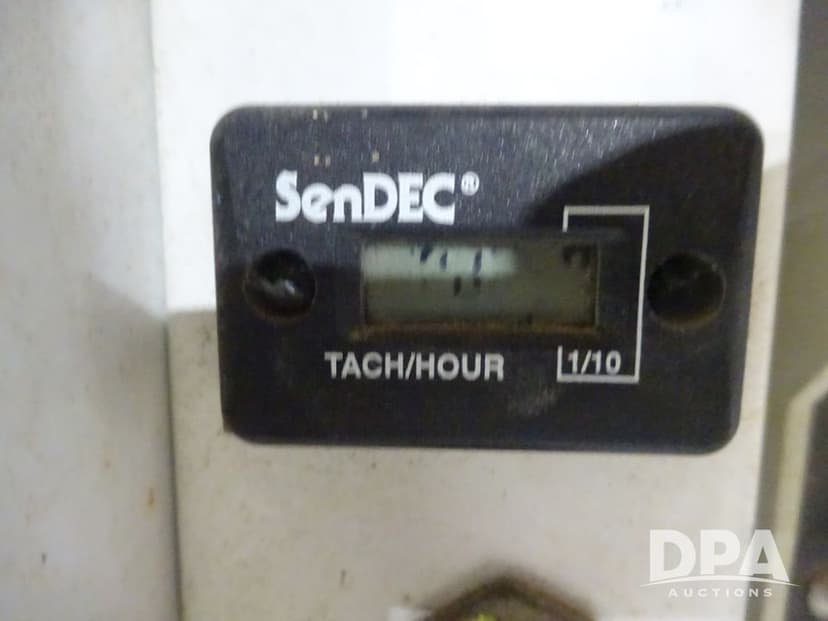 SenDEC®
TACH/HOUR
1/10
DPA
AUCTIONS